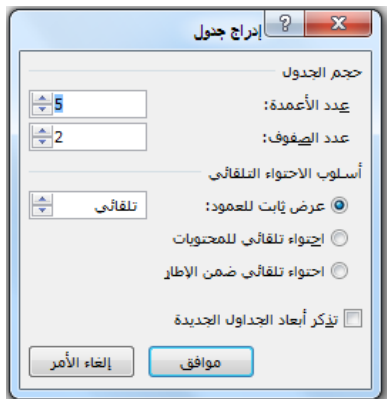 إدراج جدول
حجم الجدول
عدد الأعمدة: 5
عدد الصفوف: 2
أسلوب الاحتواء التلقائي
عرض ثابت للعمود: تلقائي
احتواء تلقائي للمحتويات
احتواء تلقائي ضمن الإطار
تذكر أبعاد الجداول الجديدة
موافق إلغاء الأمر